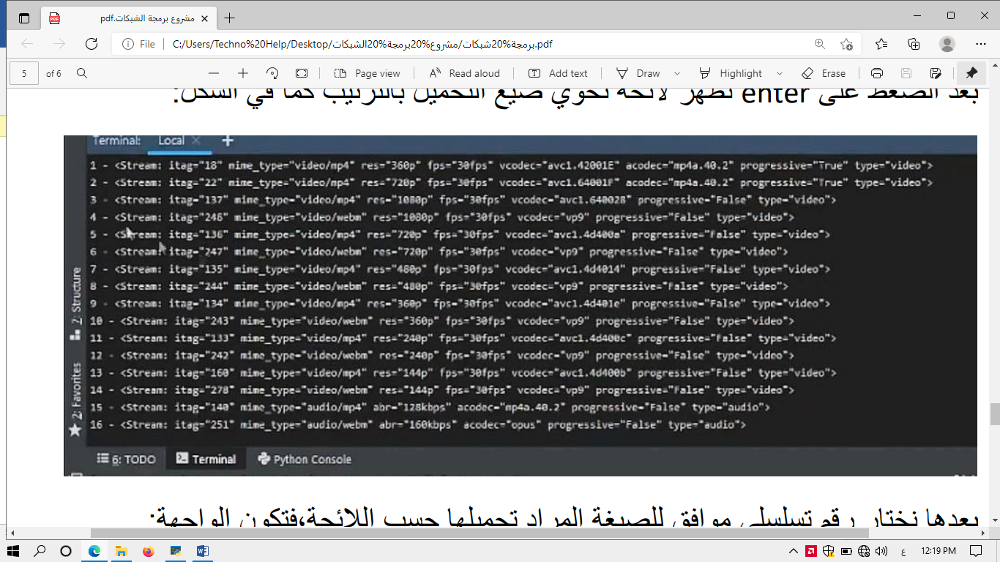 مشروع برمجة الشبكات.pdf
File
C:/Users/Techno%20Help/Desktop/برمجة%20شبكات/مشروع%20برمجة%20الشبكات.pdf
5 of 6 Page view Read aloud Add text Draw Highlight Erase
بعد الضغط على enter تظهر لائحة تحوي صيغ التحميل بالترتيب كما في الشكل:
Terminal: Local
1 - <Stream: itag="18" mime_type="video/mp4" res="360p" fps="30fps" vcodec="avc1.42001E" acodec="mp4a.40.2" progressive="True" type="video">
2 - <Stream: itag="22" mime_type="video/mp4" res="720p" fps="30fps" vcodec="avc1.64001F" acodec="mp4a.40.2" progressive="True" type="video">
3 - <Stream: itag="137" mime_type="video/mp4" res="1080p" fps="30fps" vcodec="avc1.640028" progressive="False" type="video">
4 - <Stream: itag="248" mime_type="video/webm" res="1080p" fps="30fps" vcodec="vp9" progressive="False" type="video">
5 - <Stream: itag="136" mime_type="video/mp4" res="720p" fps="30fps" vcodec="avc1.4d400a" progressive="False" type="video">
6 - <Stream: itag="247" mime_type="video/webm" res="720p" fps="30fps" vcodec="vp9" progressive="False" type="video">
7 - <Stream: itag="135" mime_type="video/mp4" res="480p" fps="30fps" vcodec="avc1.4d4014" progressive="False" type="video">
8 - <Stream: itag="244" mime_type="video/webm" res="480p" fps="30fps" vcodec="vp9" progressive="False" type="video">
9 - <Stream: itag="134" mime_type="video/mp4" res="360p" fps="30fps" vcodec="avc1.4d401e" progressive="False" type="video">
10 - <Stream: itag="243" mime_type="video/webm" res="360p" fps="30fps" vcodec="vp9" progressive="False" type="video">
11 - <Stream: itag="133" mime_type="video/mp4" res="240p" fps="30fps" vcodec="avc1.4d400c" progressive="False" type="video">
12 - <Stream: itag="242" mime_type="video/webm" res="240p" fps="30fps" vcodec="vp9" progressive="False" type="video">
13 - <Stream: itag="160" mime_type="video/mp4" res="144p" fps="30fps" vcodec="avc1.4d400b" progressive="False" type="video">
14 - <Stream: itag="278" mime_type="video/webm" res="144p" fps="30fps" vcodec="vp9" progressive="False" type="video">
15 - <Stream: itag="140" mime_type="audio/mp4" abr="128kbps" acodec="mp4a.40.2" progressive="False" type="audio">
16 - <Stream: itag="251" mime_type="audio/webm" abr="160kbps" acodec="opus" progressive="False" type="audio">
7: Structure
2: Favorites
6: TODO Terminal Python Console
بعدها نختار رقم تسلسلي موافق للصيغة المراد تحميلها حسب اللائحة،فتكون الواجهة:
ع 12:19 PM